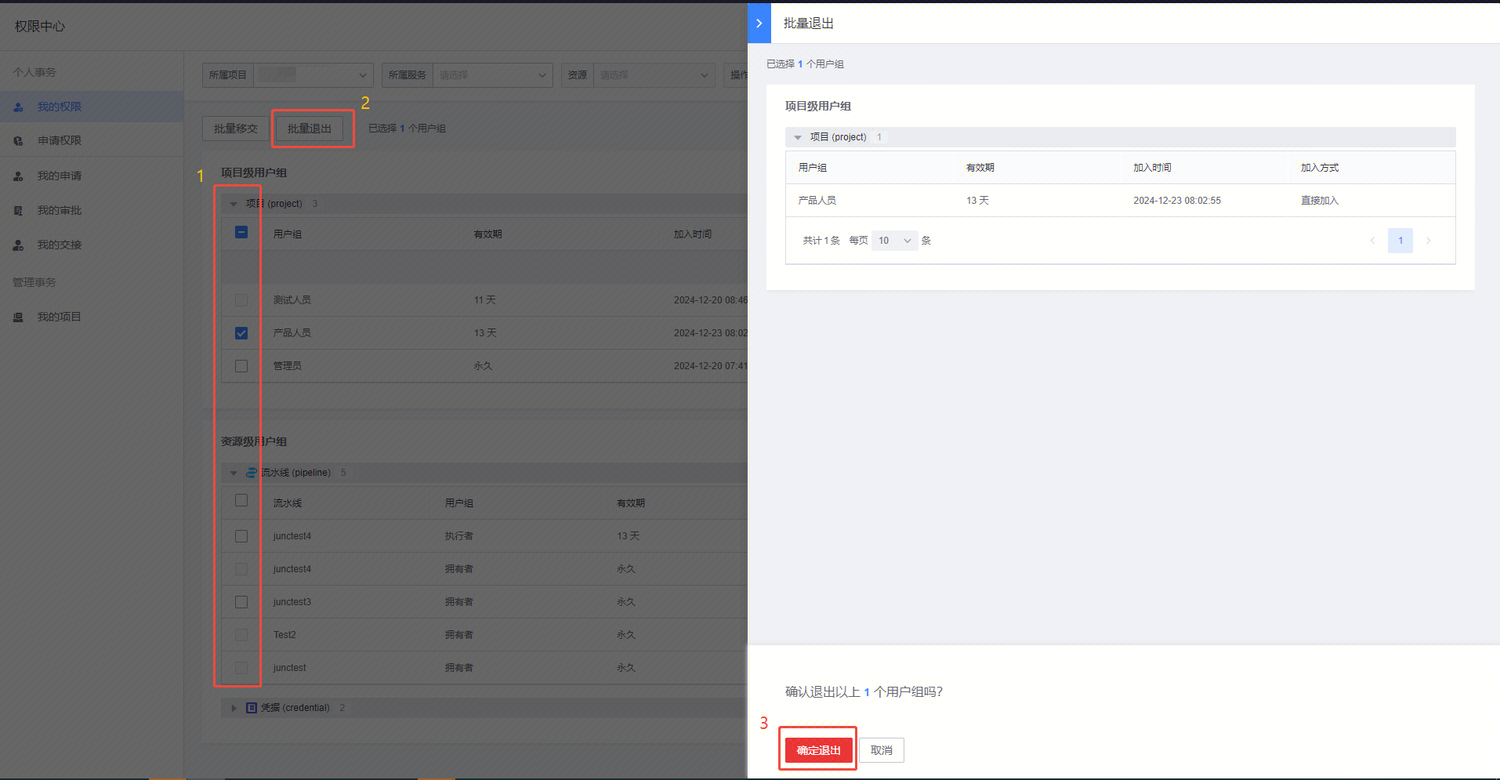 权限中心
个人事务
我的权限
申请权限
我的申请
我的审批
我的交接
管理事务
我的项目
所属项目
所属服务 请选择
资源 请选择
操作
批量移交 批量退出 2 已选择 1 个用户组
1
项目级用户组
项目 (project) 3
用户组 有效期 加入时间
测试人员 11 天 2024-12-20 08:46
产品人员 13 天 2024-12-23 08:02
管理员 永久 2024-12-20 07:41
资源级用户组
流水线 (pipeline) 5
流水线 用户组 有效期
junctest4 执行者 13 天
junctest4 拥有者 永久
junctest3 拥有者 永久
Test2 拥有者 永久
junctest 拥有者 永久
凭据 (credential) 2
批量退出
已选择 1 个用户组
项目级用户组
项目 (project) 1
用户组 有效期 加入时间 加入方式
产品人员 13 天 2024-12-23 08:02:55 直接加入
共计 1 条 每页 10 条 1
确认退出以上 1 个用户组吗?
3
确定退出 取消